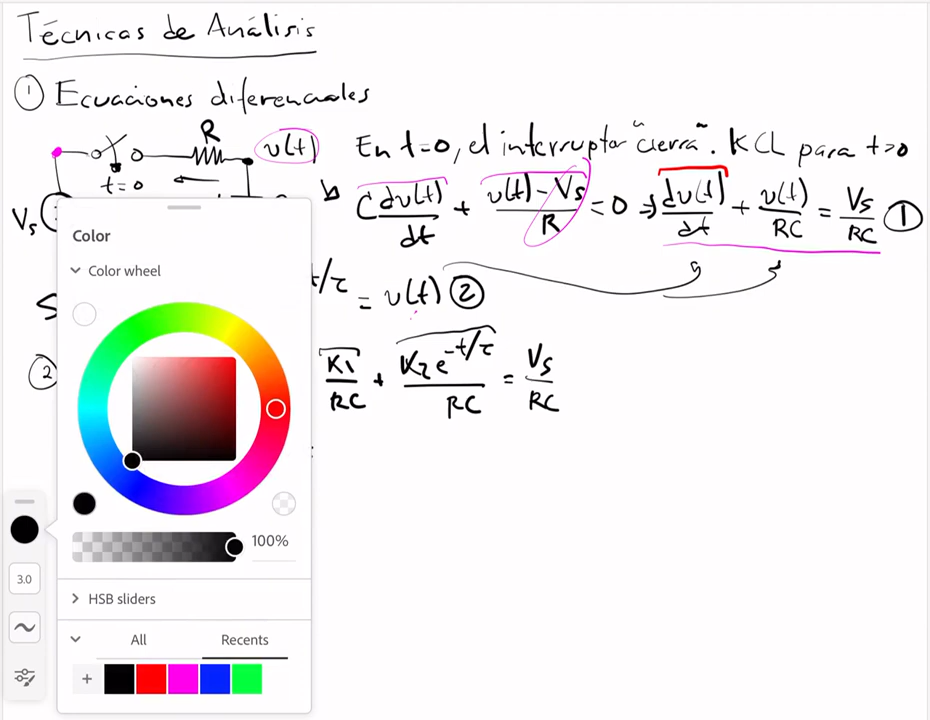 Técnicas de Análisis
① Ecuaciones diferenciales
R
v(t)
t=0
Vs
En t=0, el interruptor "cierra". KCL para t>0
C dv(t)/dt + v(t) - Vs/R = 0 ⇒ dv(t)/dt + v(t)/RC = Vs/RC ①
t/τ = v(t) ②
②
K1/RC + K2e^-t/τ/RC = Vs/RC
Color
Color wheel
100%
3.0
HSB sliders
All Recents